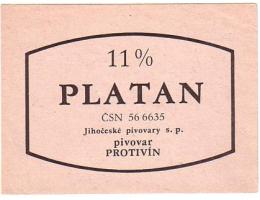 11%
PLATAN
ČSN 56 6635
Jihočeské pivovary s. p.
pivovar
PROTIVÍN